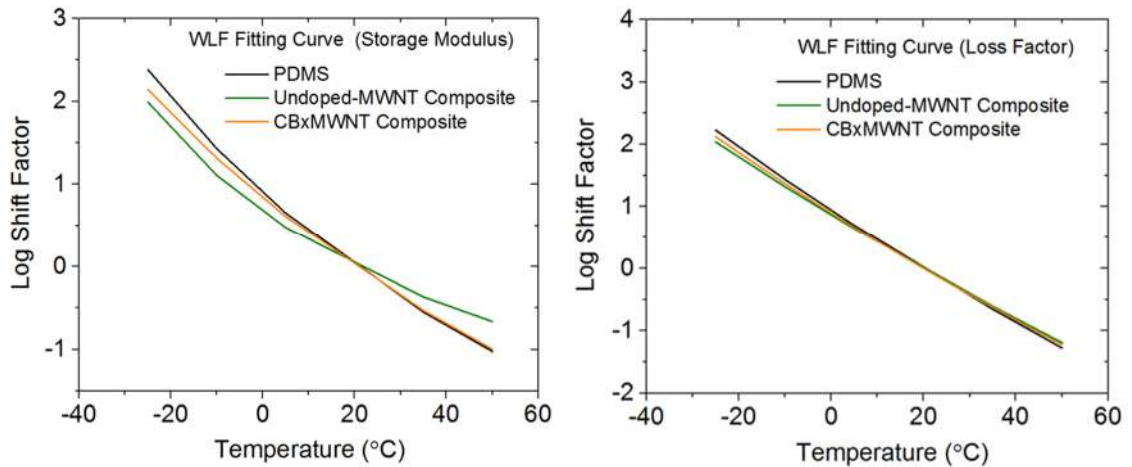 WLF Fitting Curve (Storage Modulus)
PDMS
Undoped-MWNT Composite
CBxMWNT Composite
3
2
1
0
-1
-40
-20
0
20
40
60
Log Shift Factor
Temperature (°C)
WLF Fitting Curve (Loss Factor)
PDMS
Undoped-MWNT Composite
CBxMWNT Composite
4
3
2
1
0
-1
-2
-40
-20
0
20
40
60
Log Shift Factor
Temperature (°C)